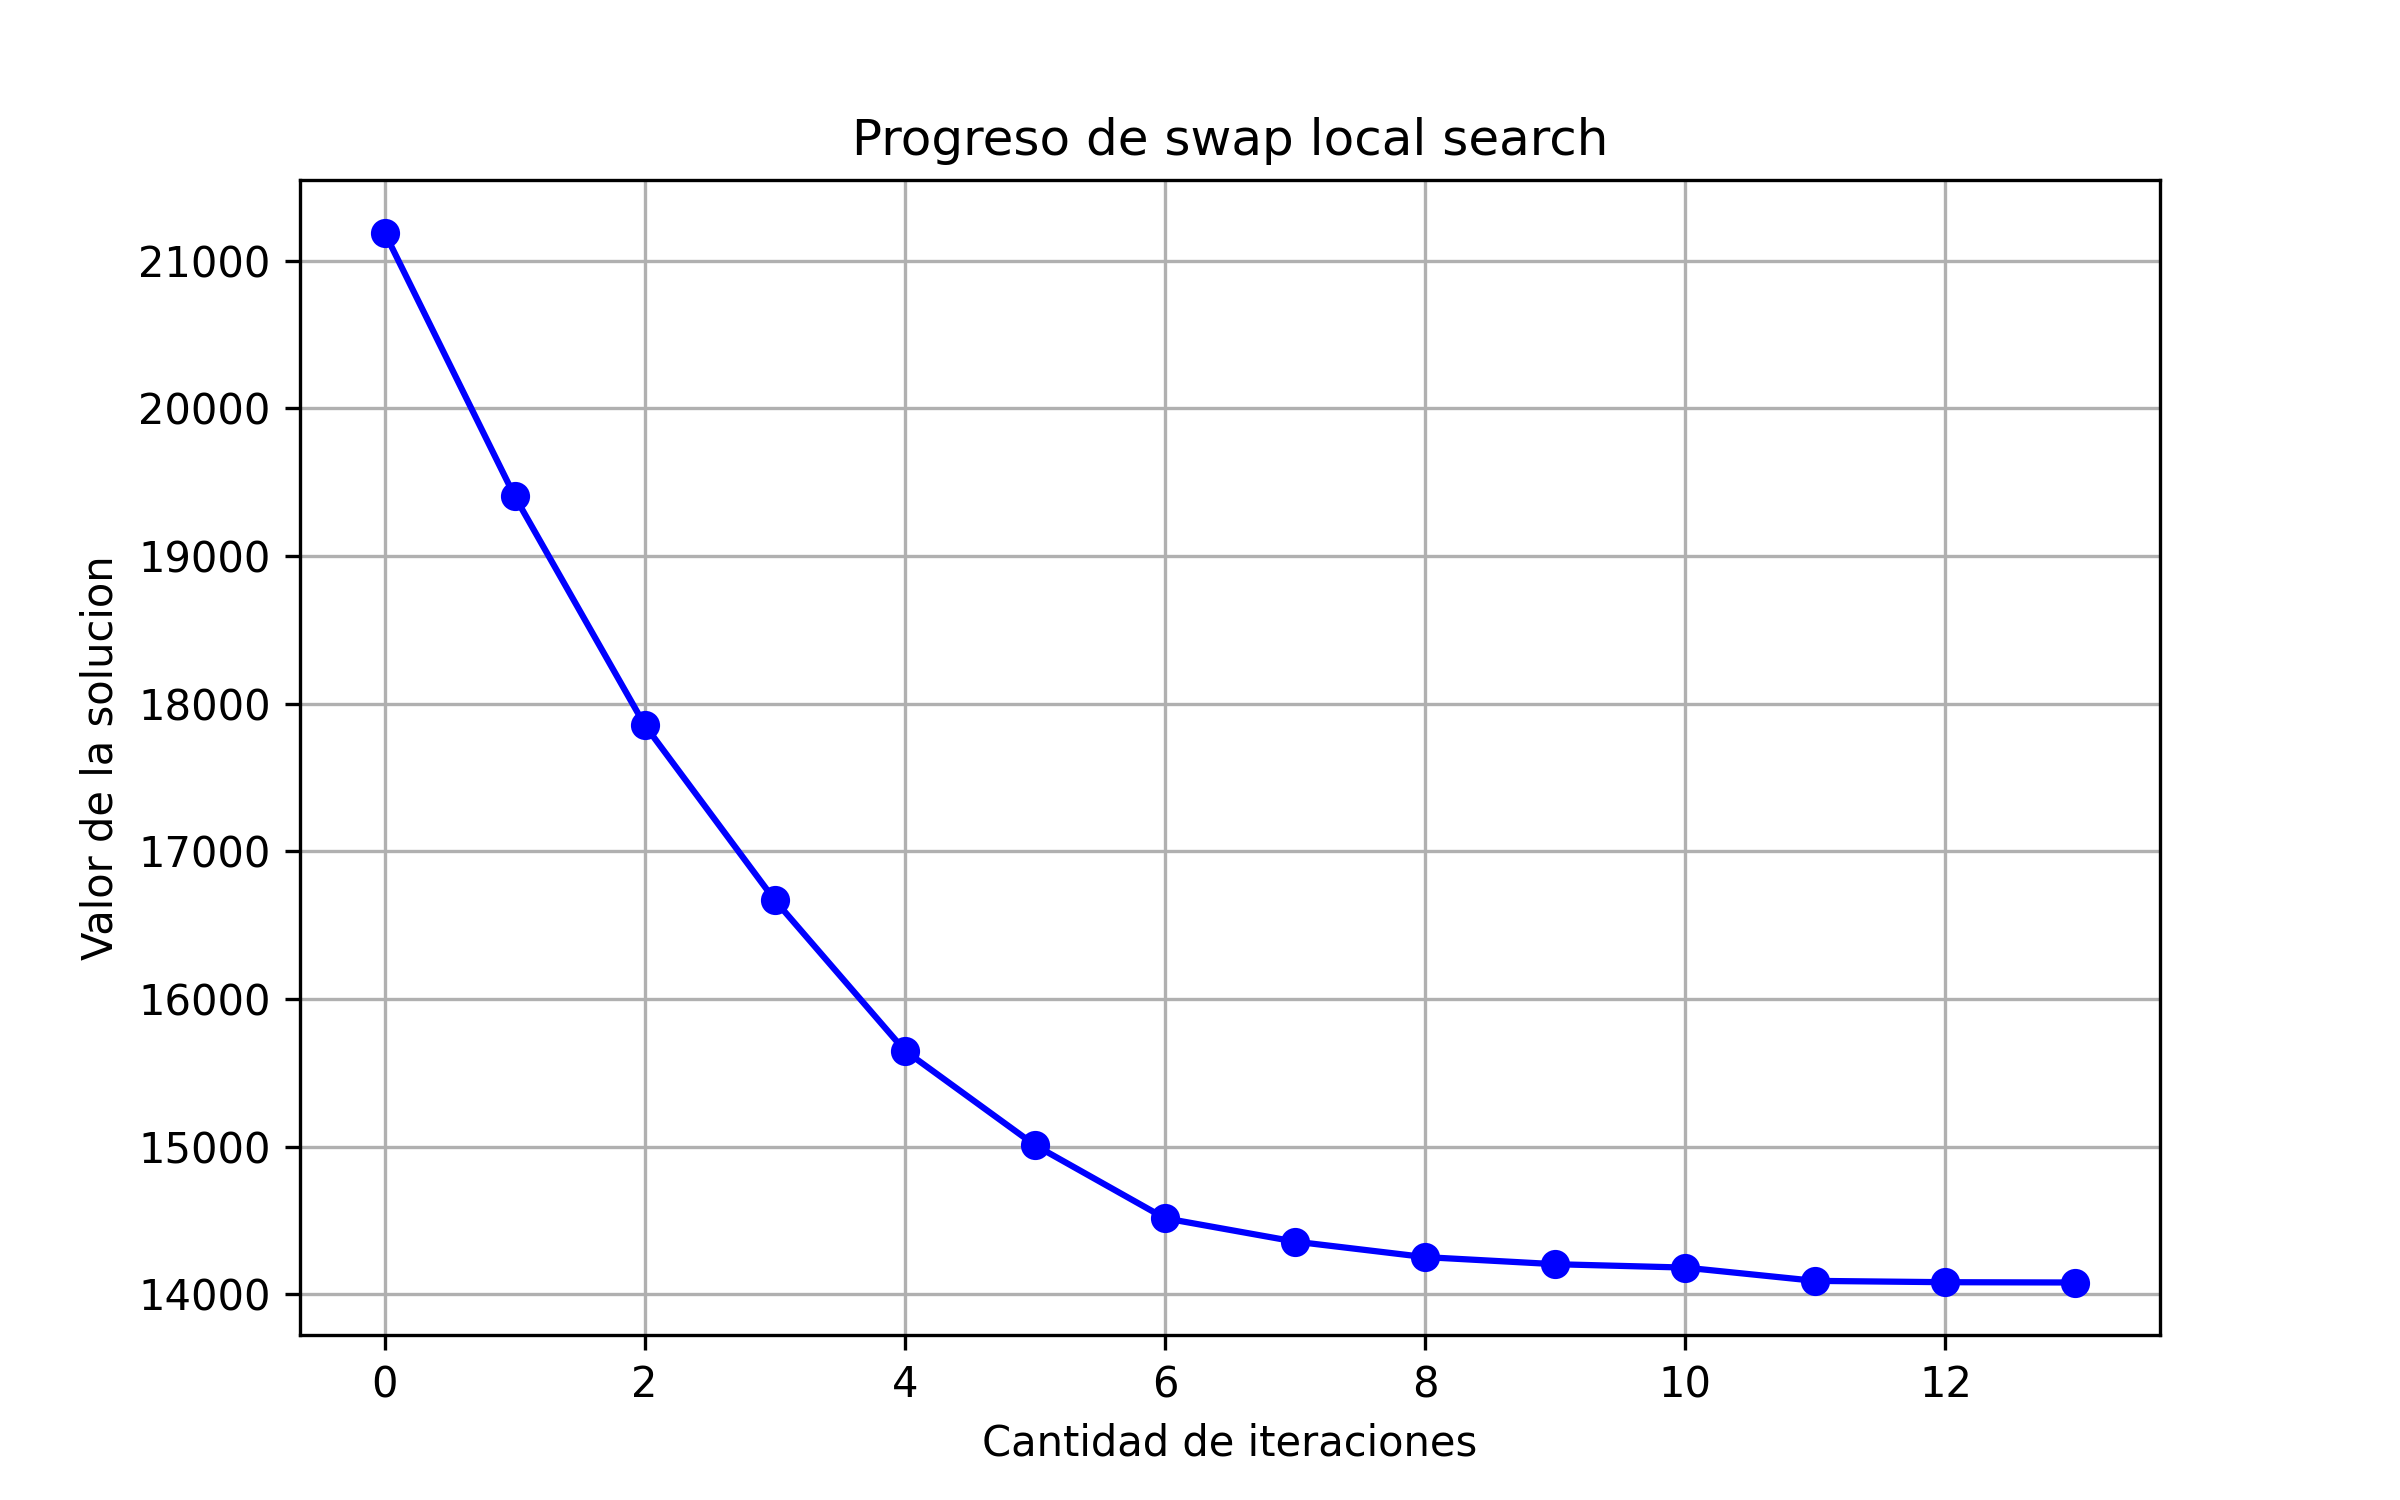 Progreso de swap local search
Valor de la solucion
21000
20000
19000
18000
17000
16000
15000
14000
0 2 4 6 8 10 12
Cantidad de iteraciones